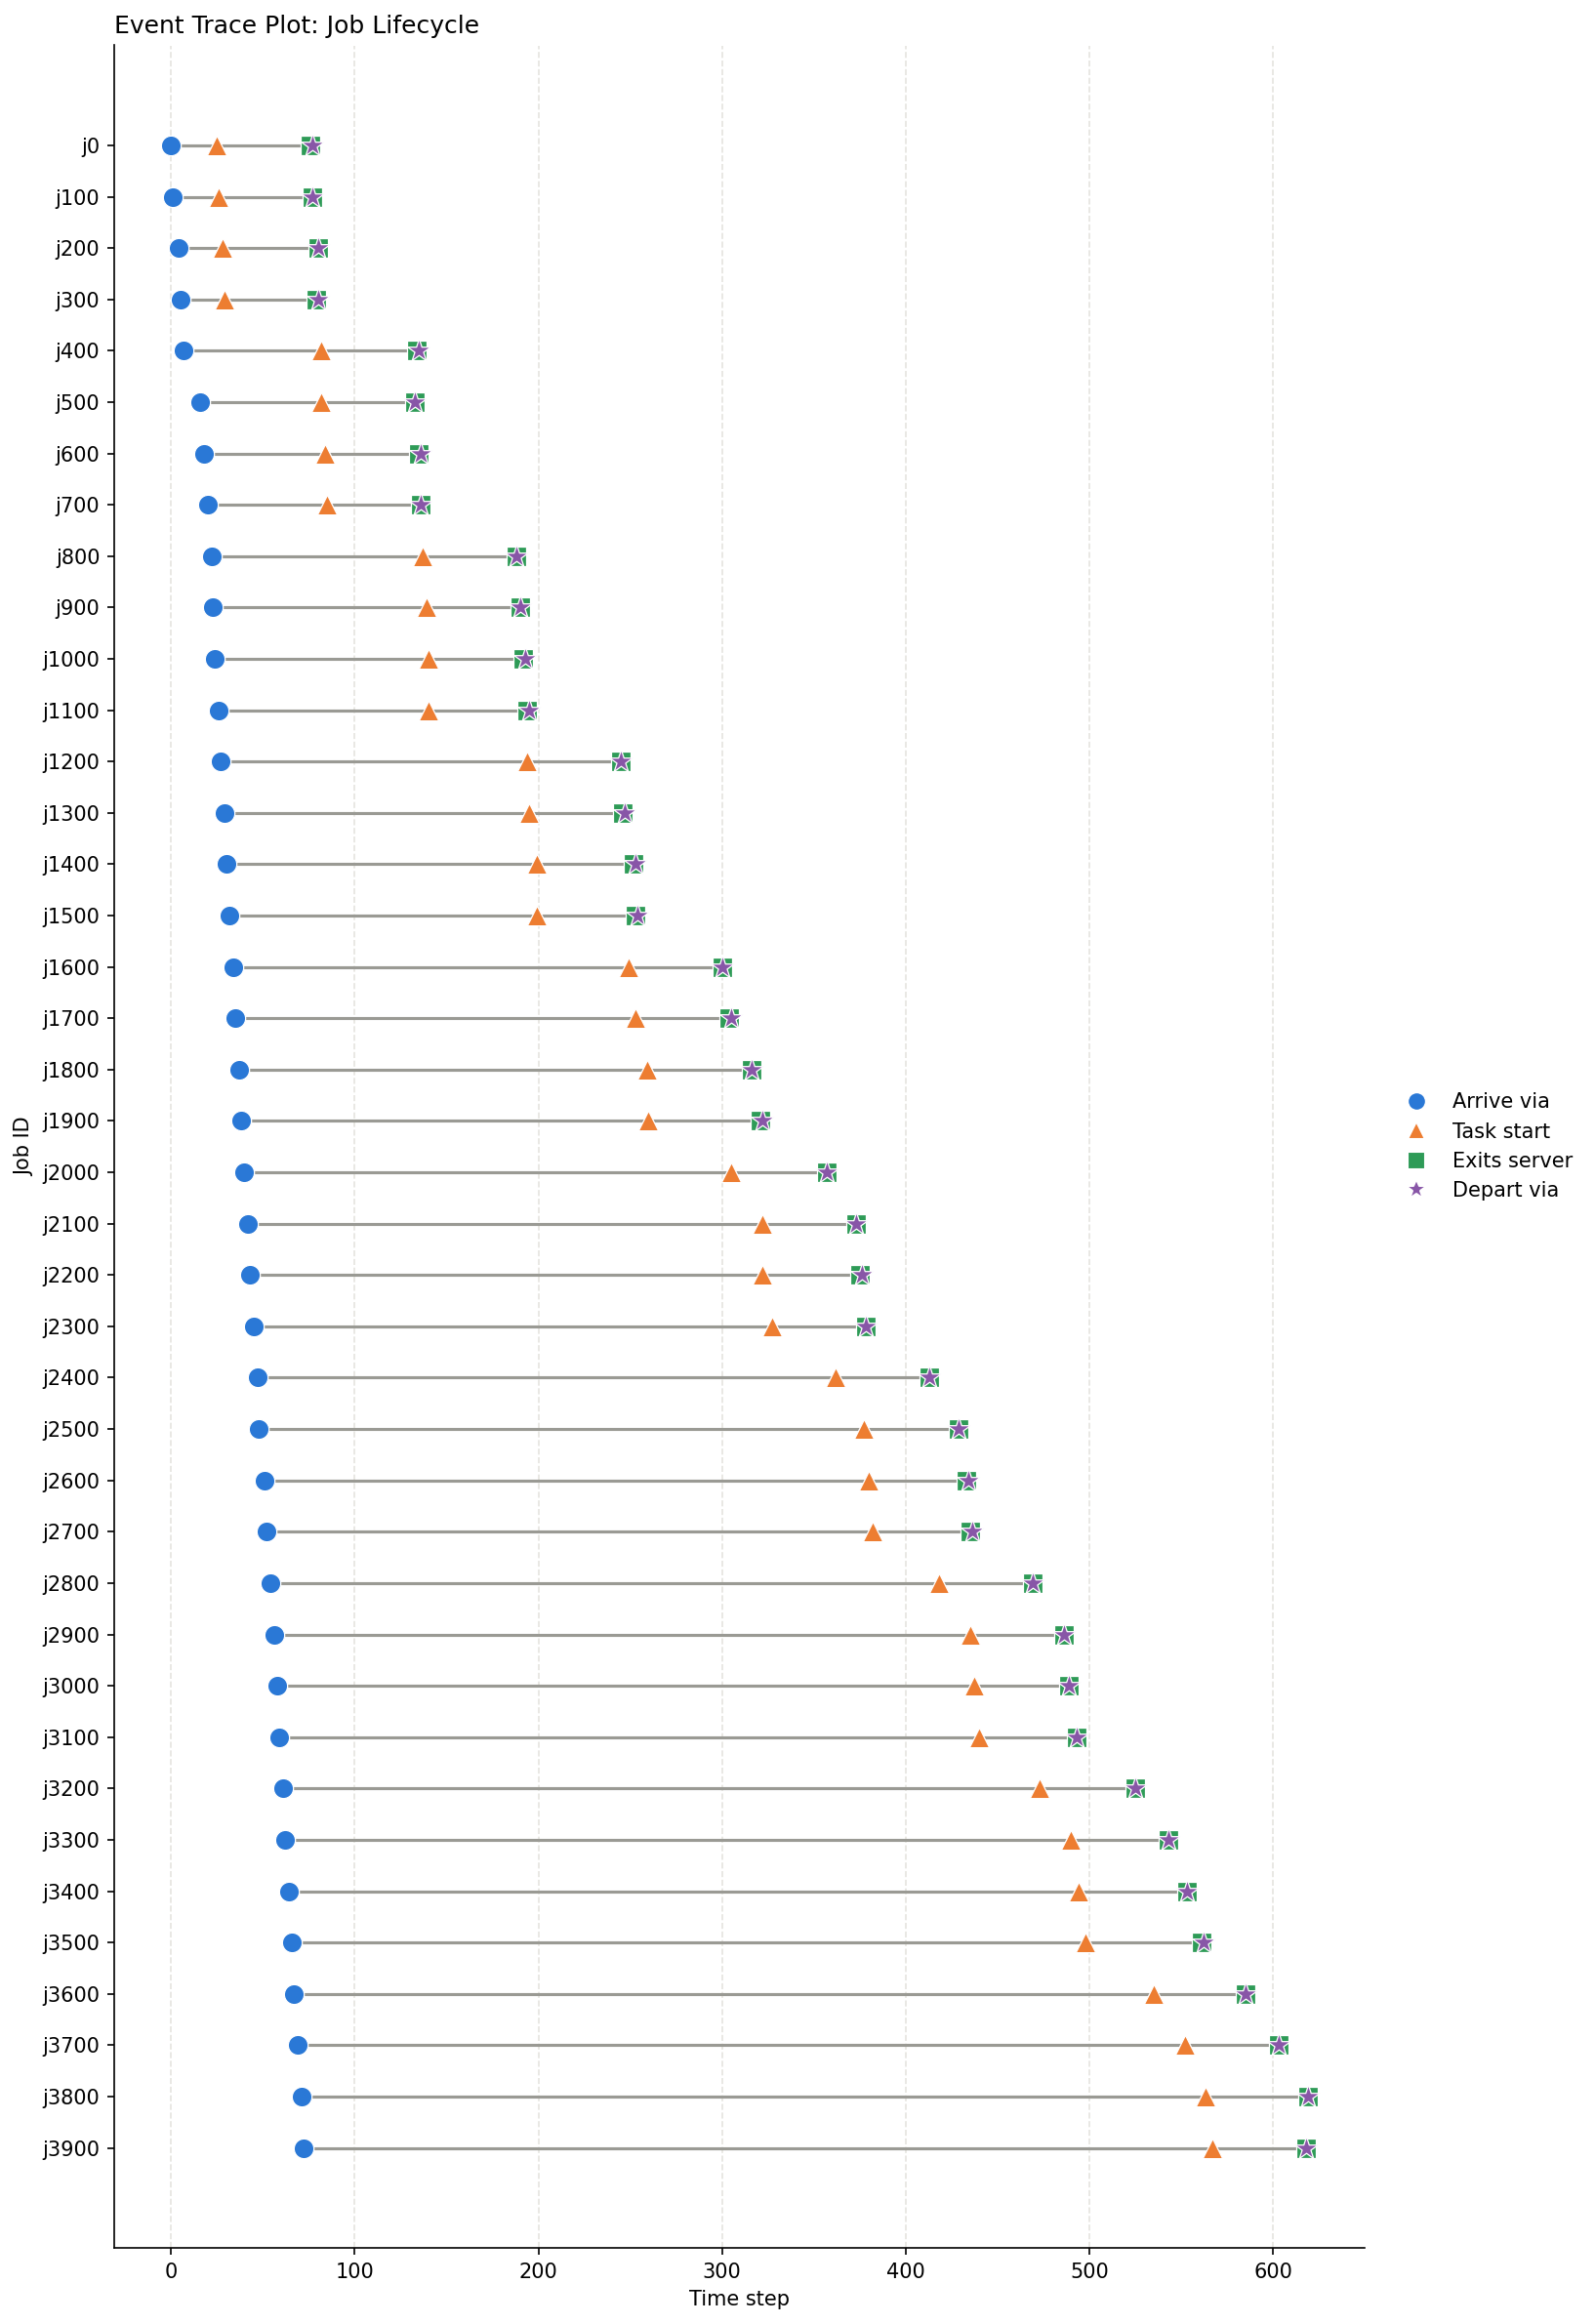 Event Trace Plot: Job Lifecycle
j0
j100
j200
j300
j400
j500
j600
j700
j800
j900
j1000
j1100
j1200
j1300
j1400
j1500
j1600
j1700
j1800
j1900
j2000
j2100
j2200
j2300
j2400
j2500
j2600
j2700
j2800
j2900
j3000
j3100
j3200
j3300
j3400
j3500
j3600
j3700
j3800
j3900
Job ID
0 100 200 300 400 500 600
Time step
Arrive via
Task start
Exits server
Depart via